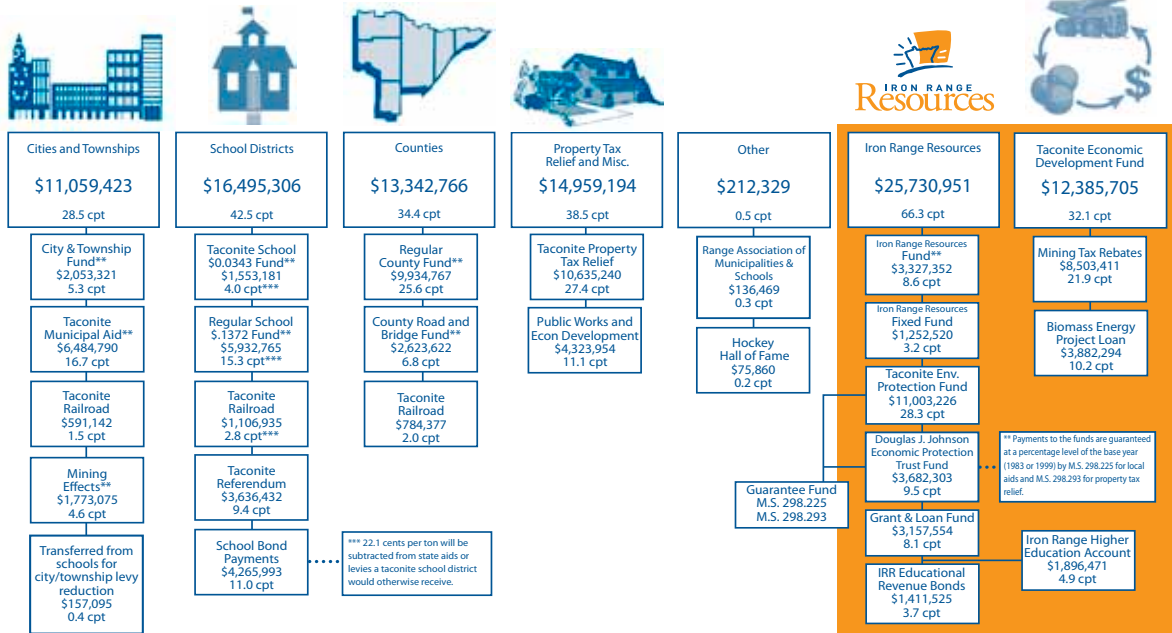 IRON RANGE
Resources
$
Cities and Townships
$11,059,423
28.5 cpt
City & Township
Fund**
$2,053,321
5.3 cpt
Taconite
Municipal Aid**
$6,484,790
16.7 cpt
Taconite
Railroad
$591,142
1.5 cpt
Mining
Effects**
$1,773,075
4.6 cpt
Transferred from
schools for
city/township levy
reduction
$157,095
0.4 cpt
School Districts
$16,495,306
42.5 cpt
Taconite School
$0.0343 Fund**
$1,553,181
4.0 cpt***
Regular School
$.1372 Fund**
$5,932,765
15.3 cpt***
Taconite
Railroad
$1,106,935
2.8 cpt***
Taconite
Referendum
$3,636,432
9.4 cpt
School Bond
Payments
$4,265,993
11.0 cpt
*** 22.1 cents per ton will be
subtracted from state aids or
levies a taconite school district
would otherwise receive.
Counties
$13,342,766
34.4 cpt
Regular
County Fund**
$9,934,767
25.6 cpt
County Road and
Bridge Fund**
$2,623,622
6.8 cpt
Taconite
Railroad
$784,377
2.0 cpt
Property Tax
Relief and Misc.
$14,959,194
38.5 cpt
Taconite Property
Tax Relief
$10,635,240
27.4 cpt
Public Works and
Econ Development
$4,323,954
11.1 cpt
Other
$212,329
0.5 cpt
Range Association of
Municipalities &
Schools
$136,469
0.3 cpt
Hockey
Hall of Fame
$75,860
0.2 cpt
Guarantee Fund
M.S. 298.225
M.S. 298.293
Iron Range Resources
$25,730,951
66.3 cpt
Iron Range Resources
Fund**
$3,327,352
8.6 cpt
Iron Range Resources
Fixed Fund
$1,252,520
3.2 cpt
Taconite Env.
Protection Fund
$11,003,226
28.3 cpt
Douglas J. Johnson
Economic Protection
Trust Fund
$3,682,303
9.5 cpt
Grant & Loan Fund
$3,157,554
8.1 cpt
IRR Educational
Revenue Bonds
$1,411,525
3.7 cpt
Taconite Economic
Development Fund
$12,385,705
32.1 cpt
Mining Tax Rebates
$8,503,411
21.9 cpt
Biomass Energy
Project Loan
$3,882,294
10.2 cpt
** Payments to the funds are guaranteed
at a percentage level of the base year
(1983 or 1999) by M.S. 298.225 for local
aids and M.S. 298.293 for property tax
relief.
Iron Range Higher
Education Account
$1,896,471
4.9 cpt